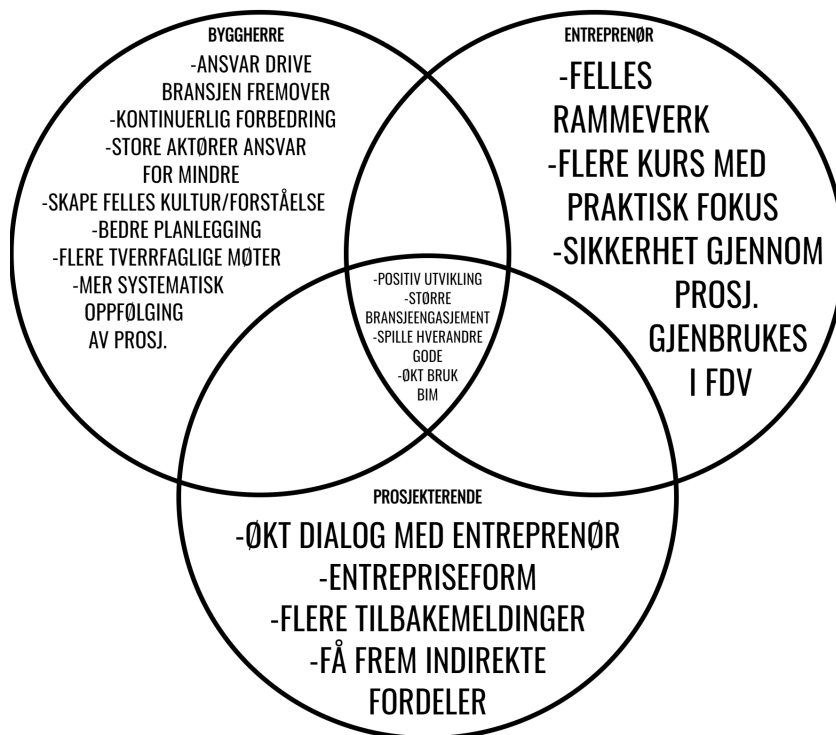 BYGGHERRE
-ANSVAR DRIVE
BRANSJEN FREMOVER
-KONTINUERLIG FORBEDRING
-STORE AKTØRER ANSVAR
FOR MINDRE
-SKAPE FELLES KULTUR/FORSTÅELSE
-BEDRE PLANLEGGING
-FLERE TVERRFAGLIGE MØTER
-MER SYSTEMATISK
OPPFØLGING
AV PROSJ.
ENTREPRENØR
-FELLES
RAMMEVERK
-FLERE KURS MED
PRAKTISK FOKUS
-SIKKERHET GJENNOM
PROSJ.
GJENBRUKES
I FDV
-POSITIV UTVIKLING
-STØRRE
BRANSJEENGASJEMENT
-SPILLE HVERANDRE
GODE
-ØKT BRUK
BIM
PROSJEKTERENDE
-ØKT DIALOG MED ENTREPRENØR
-ENTREPRISEFORM
-FLERE TILBAKEMELDINGER
-FÅ FREM INDIREKTE
FORDELER